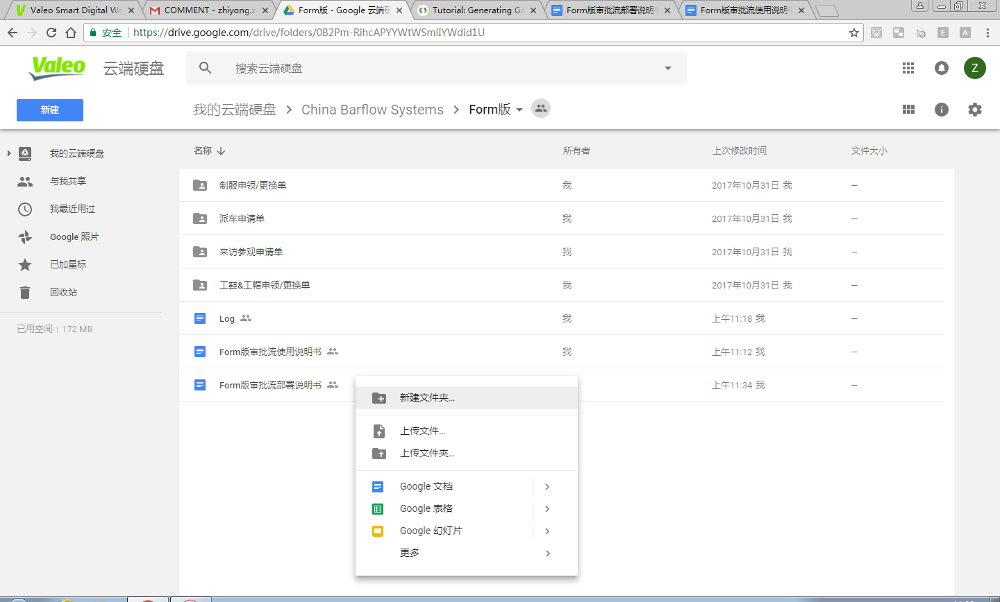 Valeo Smart Digital Wo
COMMENT - zhiyong.z
Form版 - Google 云端硬
Tutorial: Generating Go
Form版审批流部署说明书
Form版审批流使用说明书
安全
https://drive.google.com/drive/folders/0B2Pm-RihcAPYYWtWSmlIYWdid1U
E
A
Valeo
云端硬盘
搜索云端硬盘
Z
新建
我的云端硬盘 > China Barflow Systems > Form版
我的云端硬盘
与我共享
我最近用过
Google 照片
已加星标
回收站
已用空间：172 MB
名称 所有者 上次修改时间 文件大小
制服申领/更换单 我 2017年10月31日 我 —
派车申请单 我 2017年10月31日 我 —
来访参观申请单 我 2017年10月31日 我 —
工鞋&工帽申领/更换单 我 2017年10月31日 我 —
Log 我 上午11:18 我 —
Form版审批流使用说明书 我 上午11:12 我 —
Form版审批流部署说明书 上午11:34 我 —
新建文件夹...
上传文件...
上传文件夹...
Google 文档
Google 表格
Google 幻灯片
更多